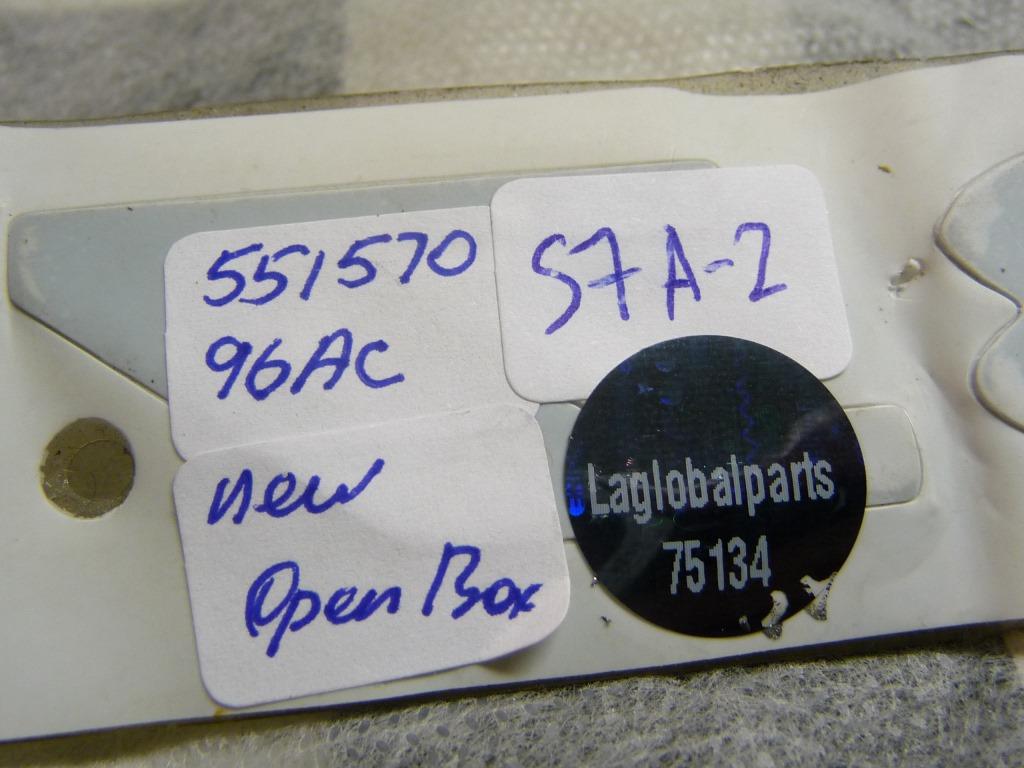 551570
96AC
S7A-2
new
Open Box
Laglobalparts
75134